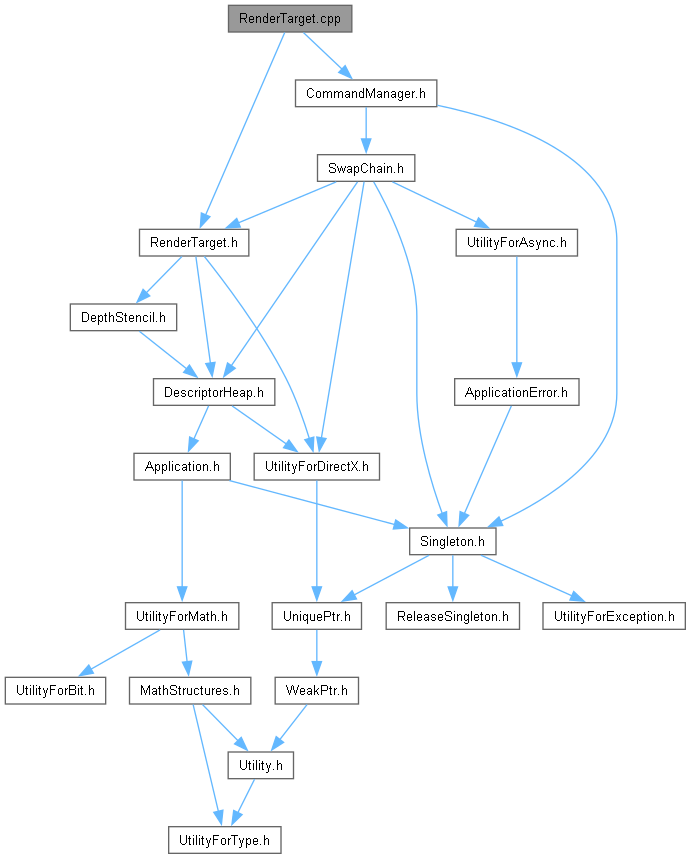 RenderTarget.cpp
CommandManager.h
SwapChain.h
RenderTarget.h
UtilityForAsync.h
DepthStencil.h
DescriptorHeap.h
ApplicationError.h
Application.h
UtilityForDirectX.h
Singleton.h
UtilityForMath.h
UniquePtr.h
ReleaseSingleton.h
UtilityForException.h
UtilityForBit.h
MathStructures.h
WeakPtr.h
Utility.h
UtilityForType.h